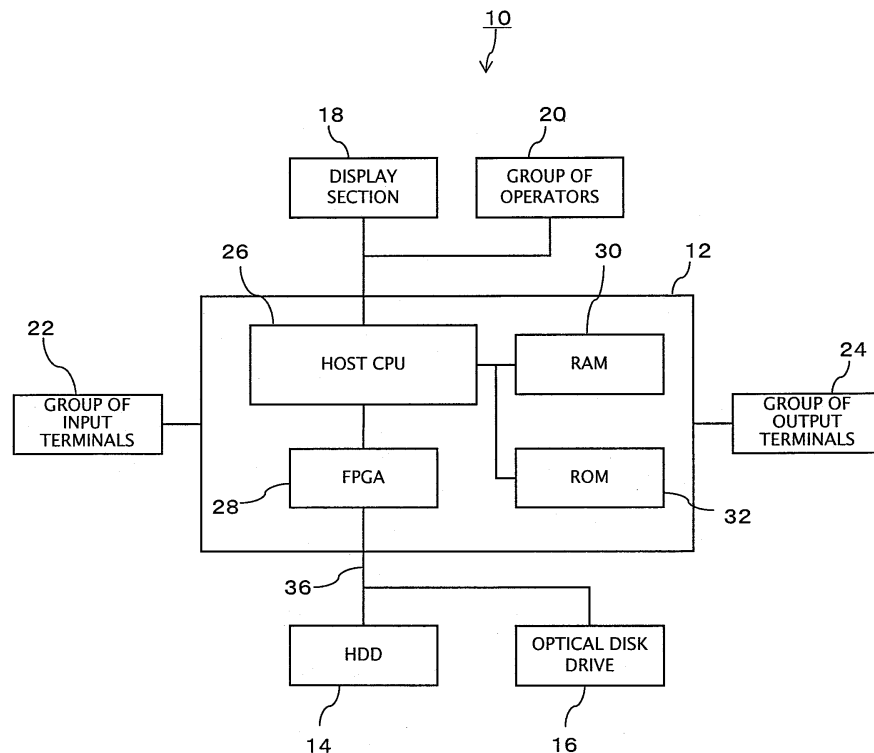 10
18
20
DISPLAY
SECTION
GROUP OF
OPERATORS
26
30
12
22
HOST CPU
RAM
24
GROUP OF
INPUT
TERMINALS
GROUP OF
OUTPUT
TERMINALS
FPGA
ROM
28
32
36
HDD
OPTICAL DISK
DRIVE
14
16